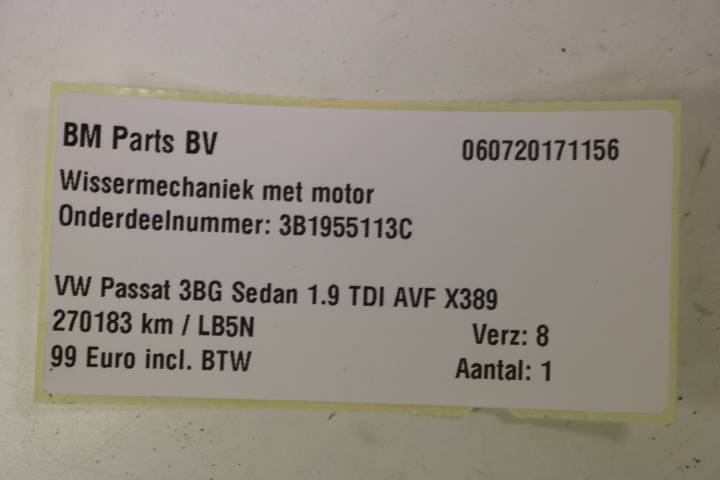 BM Parts BV 060720171156
Wissermechaniek met motor
Onderdeelnummer: 3B1955113C
VW Passat 3BG Sedan 1.9 TDI AVF X389
270183 km / LB5N Verz: 8
99 Euro incl. BTW Aantal: 1